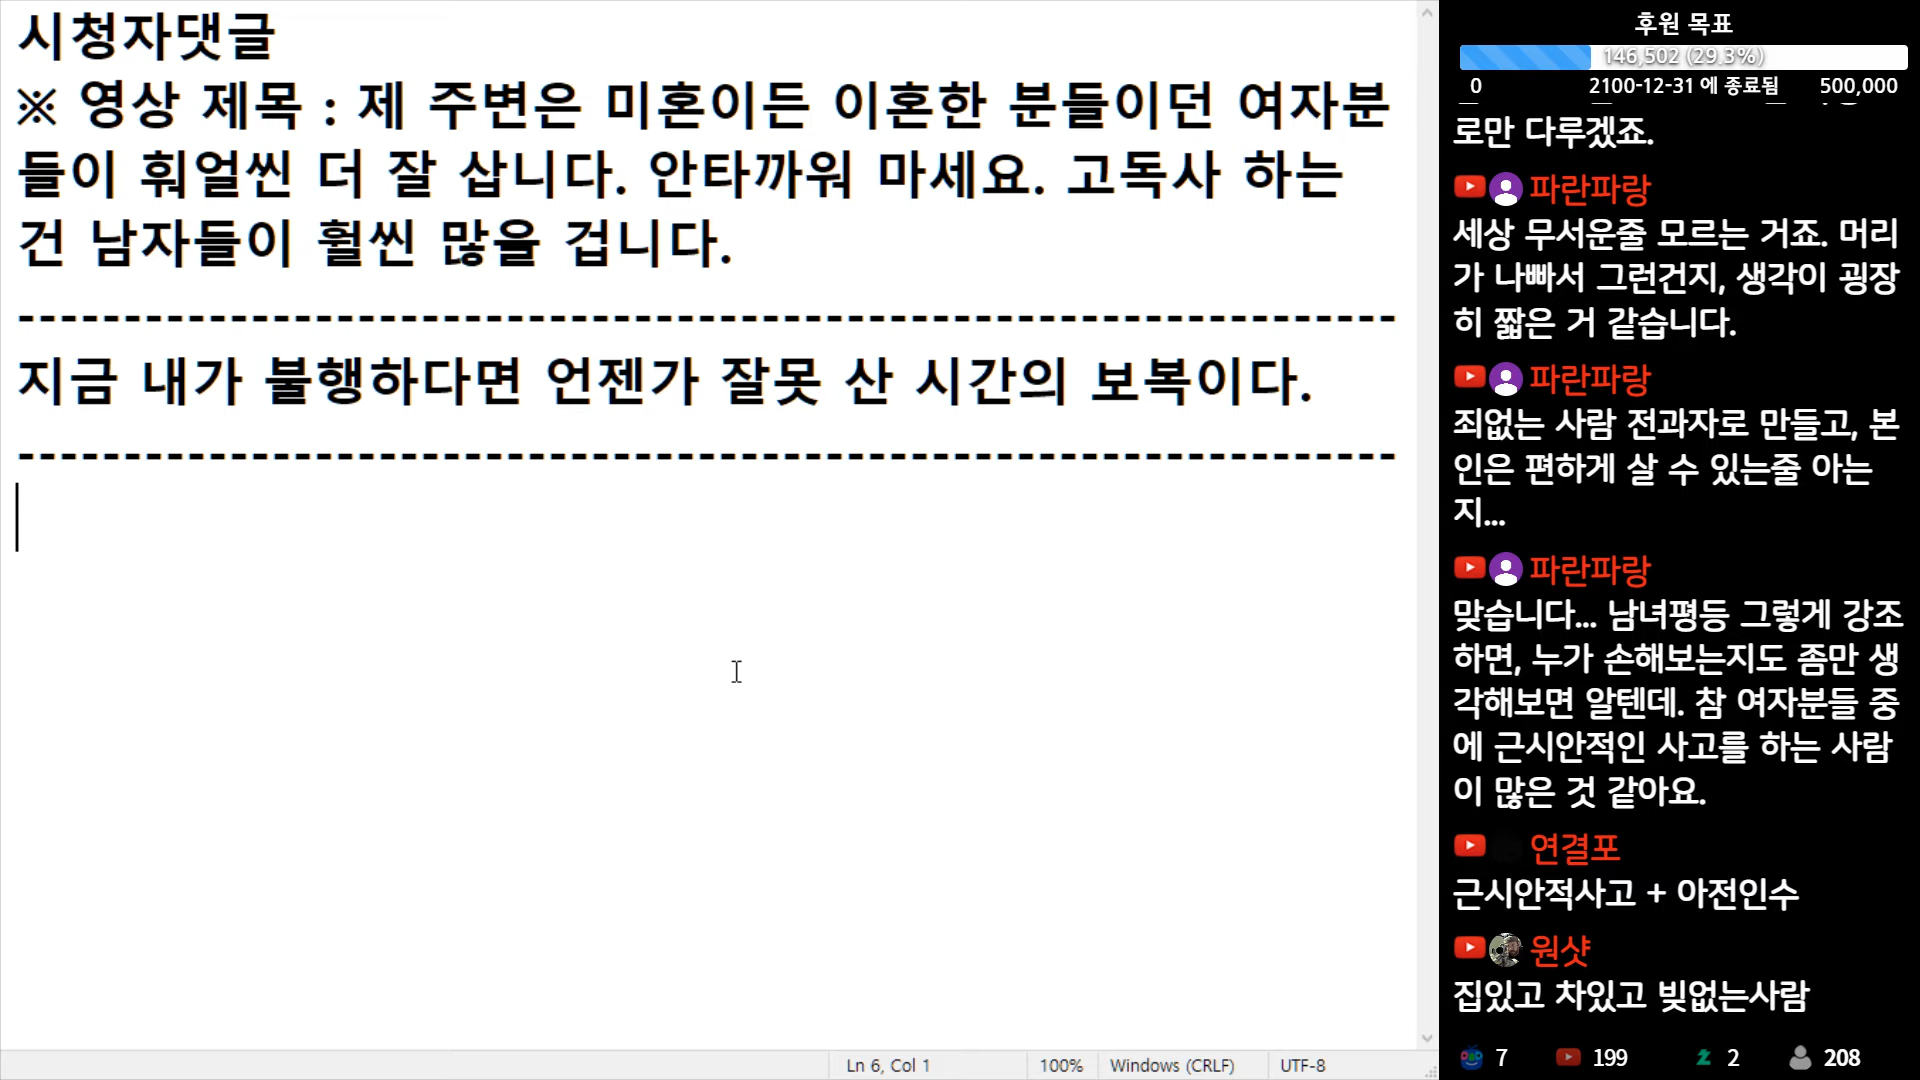 시청자댓글
※ 영상 제목 : 제 주변은 미혼이든 이혼한 분들이던 여자분
들이 훠얼씬 더 잘 삽니다. 안타까워 마세요. 고독사 하는
건 남자들이 훨씬 많을 겁니다.
-----------------------------------------------------------------
지금 내가 불행하다면 언젠가 잘못 산 시간의 보복이다.
-----------------------------------------------------------------
Ln 6, Col 1
100%
Windows (CRLF)
UTF-8
후원 목표
146,502 (29.3%)
0 2100-12-31 에 종료됨 500,000
로만 다루겠죠.
파란파랑
세상 무서운줄 모르는 거죠. 머리
가 나빠서 그런건지, 생각이 굉장
히 짧은 거 같습니다.
파란파랑
죄없는 사람 전과자로 만들고, 본
인은 편하게 살 수 있는줄 아는
지...
파란파랑
맞습니다... 남녀평등 그렇게 강조
하면, 누가 손해보는지도 좀만 생
각해보면 알텐데. 참 여자분들 중
에 근시안적인 사고를 하는 사람
이 많은 것 같아요.
연결포
근시안적사고 + 아전인수
원샷
집있고 차있고 빚없는사람
7 199 2 208